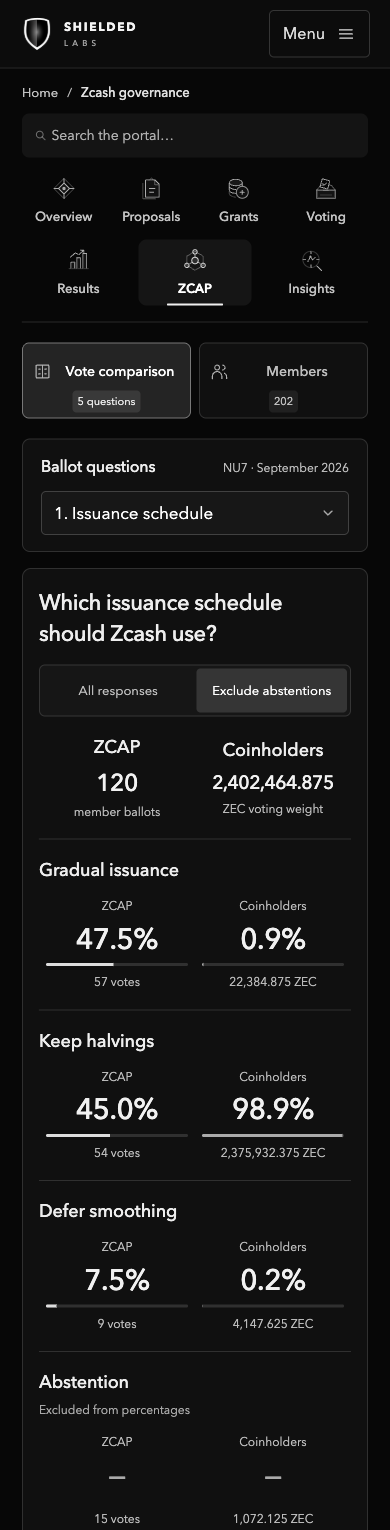 SHIELDED
LABS
Menu
Home / Zcash governance
Search the portal...
Overview
Proposals
Grants
Voting
Results
ZCAP
Insights
Vote comparison
5 questions
Members
202
Ballot questions
NU7 · September 2026
1. Issuance schedule
Which issuance schedule
should Zcash use?
All responses
Exclude abstentions
ZCAP
120
member ballots
Coinholders
2,402,464.875
ZEC voting weight
Gradual issuance
ZCAP
47.5%
57 votes
Coinholders
0.9%
22,384.875 ZEC
Keep halvings
ZCAP
45.0%
54 votes
Coinholders
98.9%
2,375,932.375 ZEC
Defer smoothing
ZCAP
7.5%
9 votes
Coinholders
0.2%
4,147.625 ZEC
Abstention
Excluded from percentages
ZCAP
—
15 votes
Coinholders
—
1,072.125 ZEC